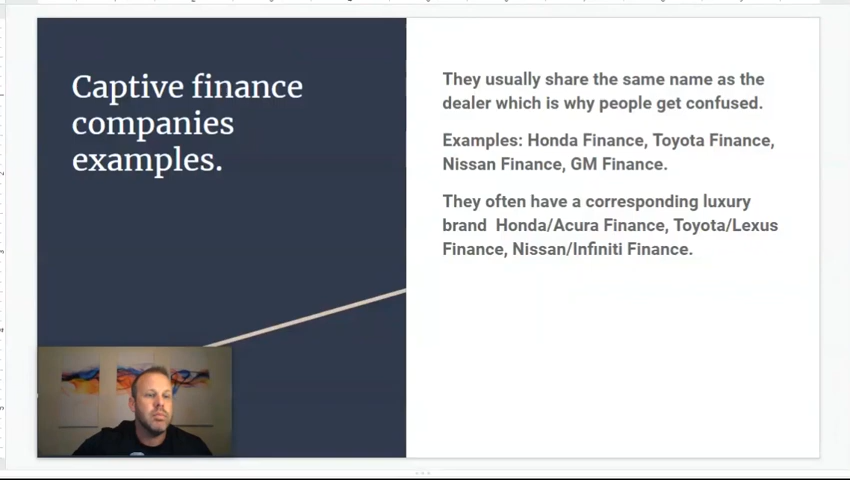 Captive finance
companies
examples.
They usually share the same name as the
dealer which is why people get confused.
Examples: Honda Finance, Toyota Finance,
Nissan Finance, GM Finance.
They often have a corresponding luxury
brand  Honda/Acura Finance, Toyota/Lexus
Finance, Nissan/Infiniti Finance.